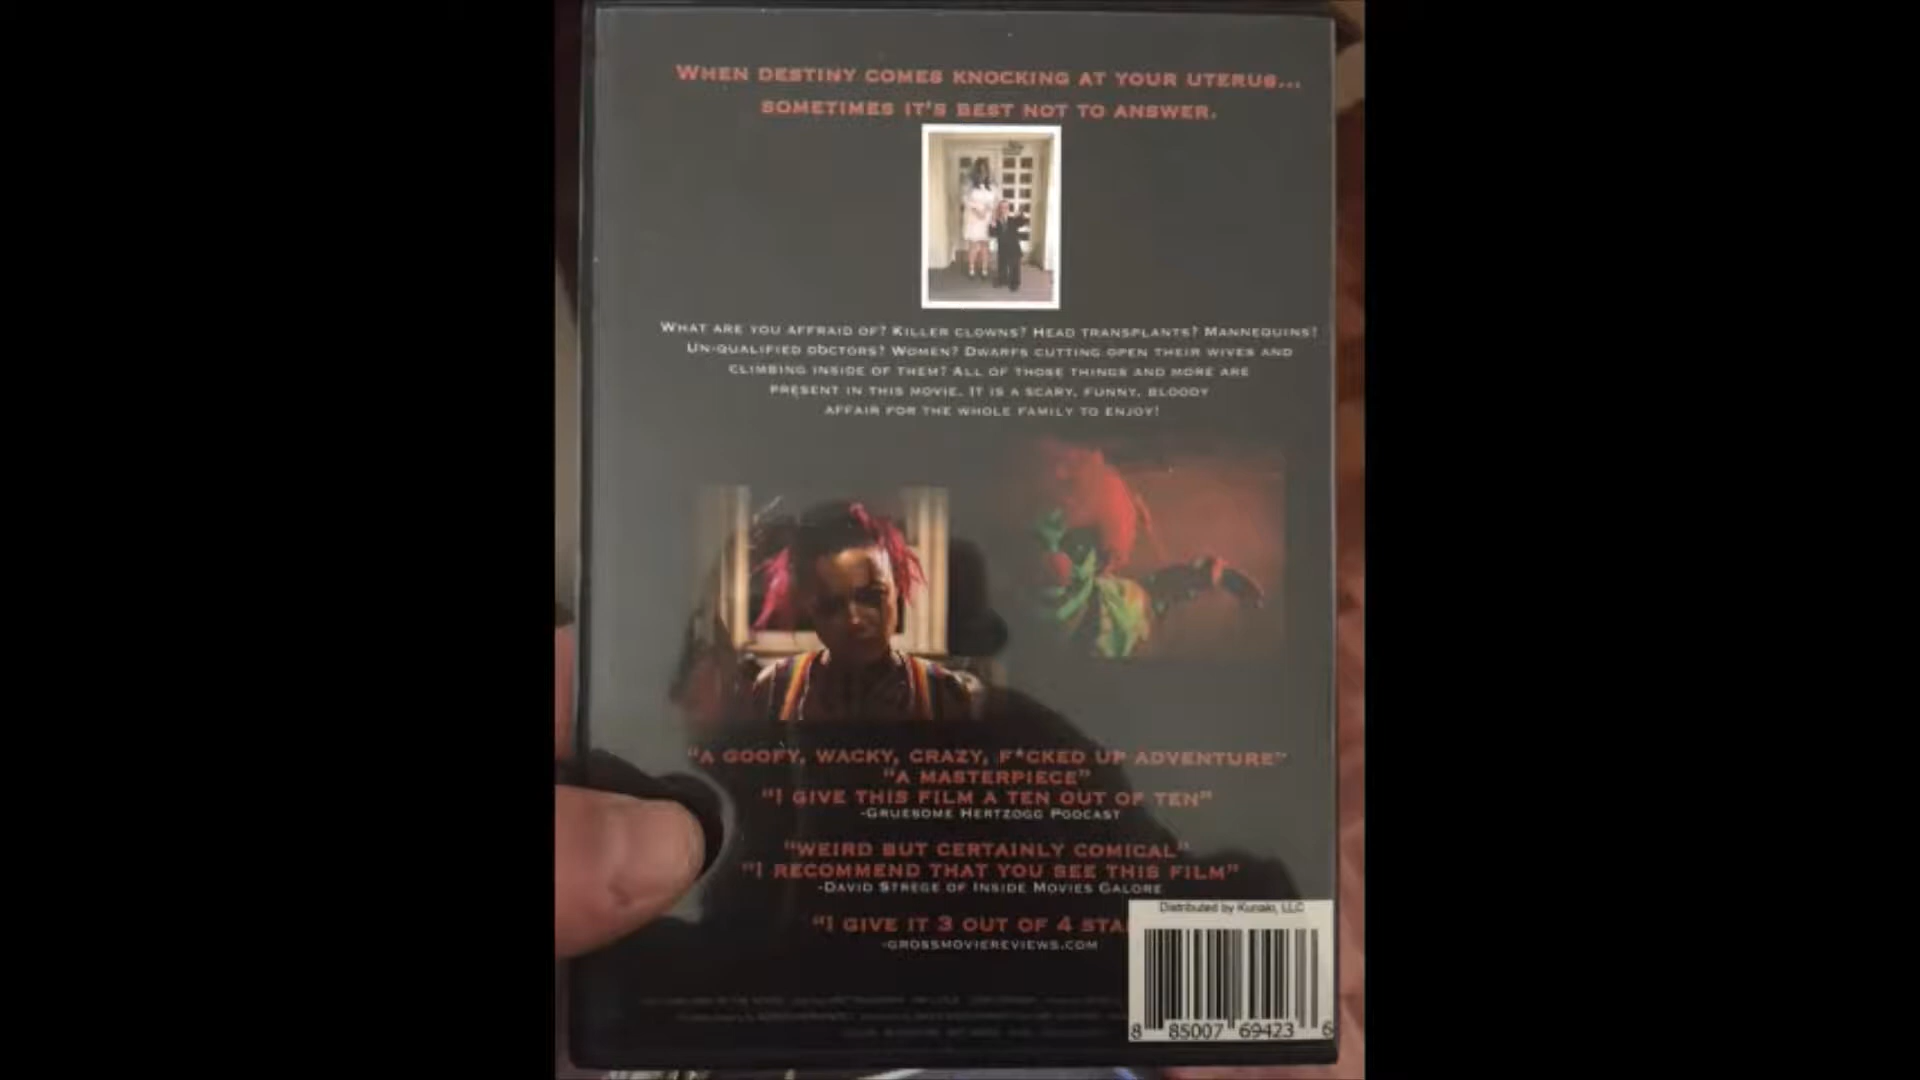 WHEN DESTINY COMES KNOCKING AT YOUR UTERUS...
SOMETIMES IT'S BEST NOT TO ANSWER.
WHAT ARE YOU AFFRAID OF? KILLER CLOWNS? HEAD TRANSPLANTS? MANNEQUINS?
UN-QUALIFIED DOCTORS? WOMEN? DWARFS CUTTING OPEN THEIR WIVES AND
CLIMBING INSIDE OF THEM? ALL OF THOSE THINGS AND MORE ARE
PRESENT IN THIS MOVIE. IT IS A SCARY, FUNNY, BLOODY
AFFAIR FOR THE WHOLE FAMILY TO ENJOY!
"A GOOFY, WACKY, CRAZY, F*CKED UP ADVENTURE"
"A MASTERPIECE"
"I GIVE THIS FILM A TEN OUT OF TEN"
-GRUESOME HERTZOGG PODCAST
"WEIRD BUT CERTAINLY COMICAL"
"I RECOMMEND THAT YOU SEE THIS FILM"
-DAVID STREGE OF INSIDE MOVIES GALORE
"I GIVE IT 3 OUT OF 4 STA
-GROSSMOVIEREVIEWS.COM
Distributed by Kunaki, LLC
8 85007 69423 6